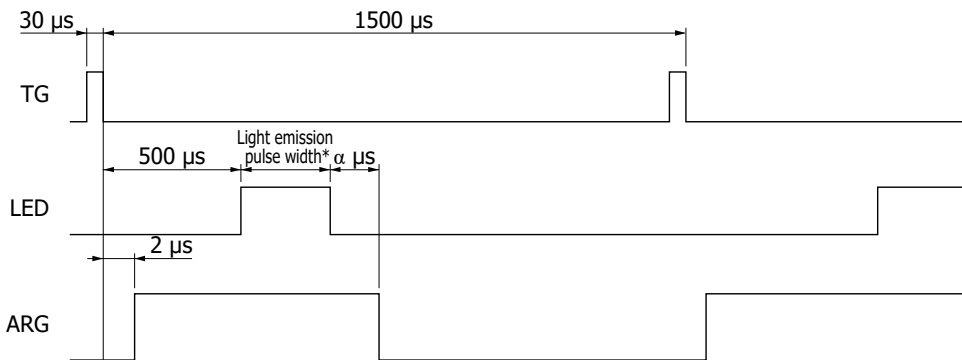 30 µs
1500 µs
TG
Light emission
pulse width* α µs
500 µs
LED
2 µs
ARG